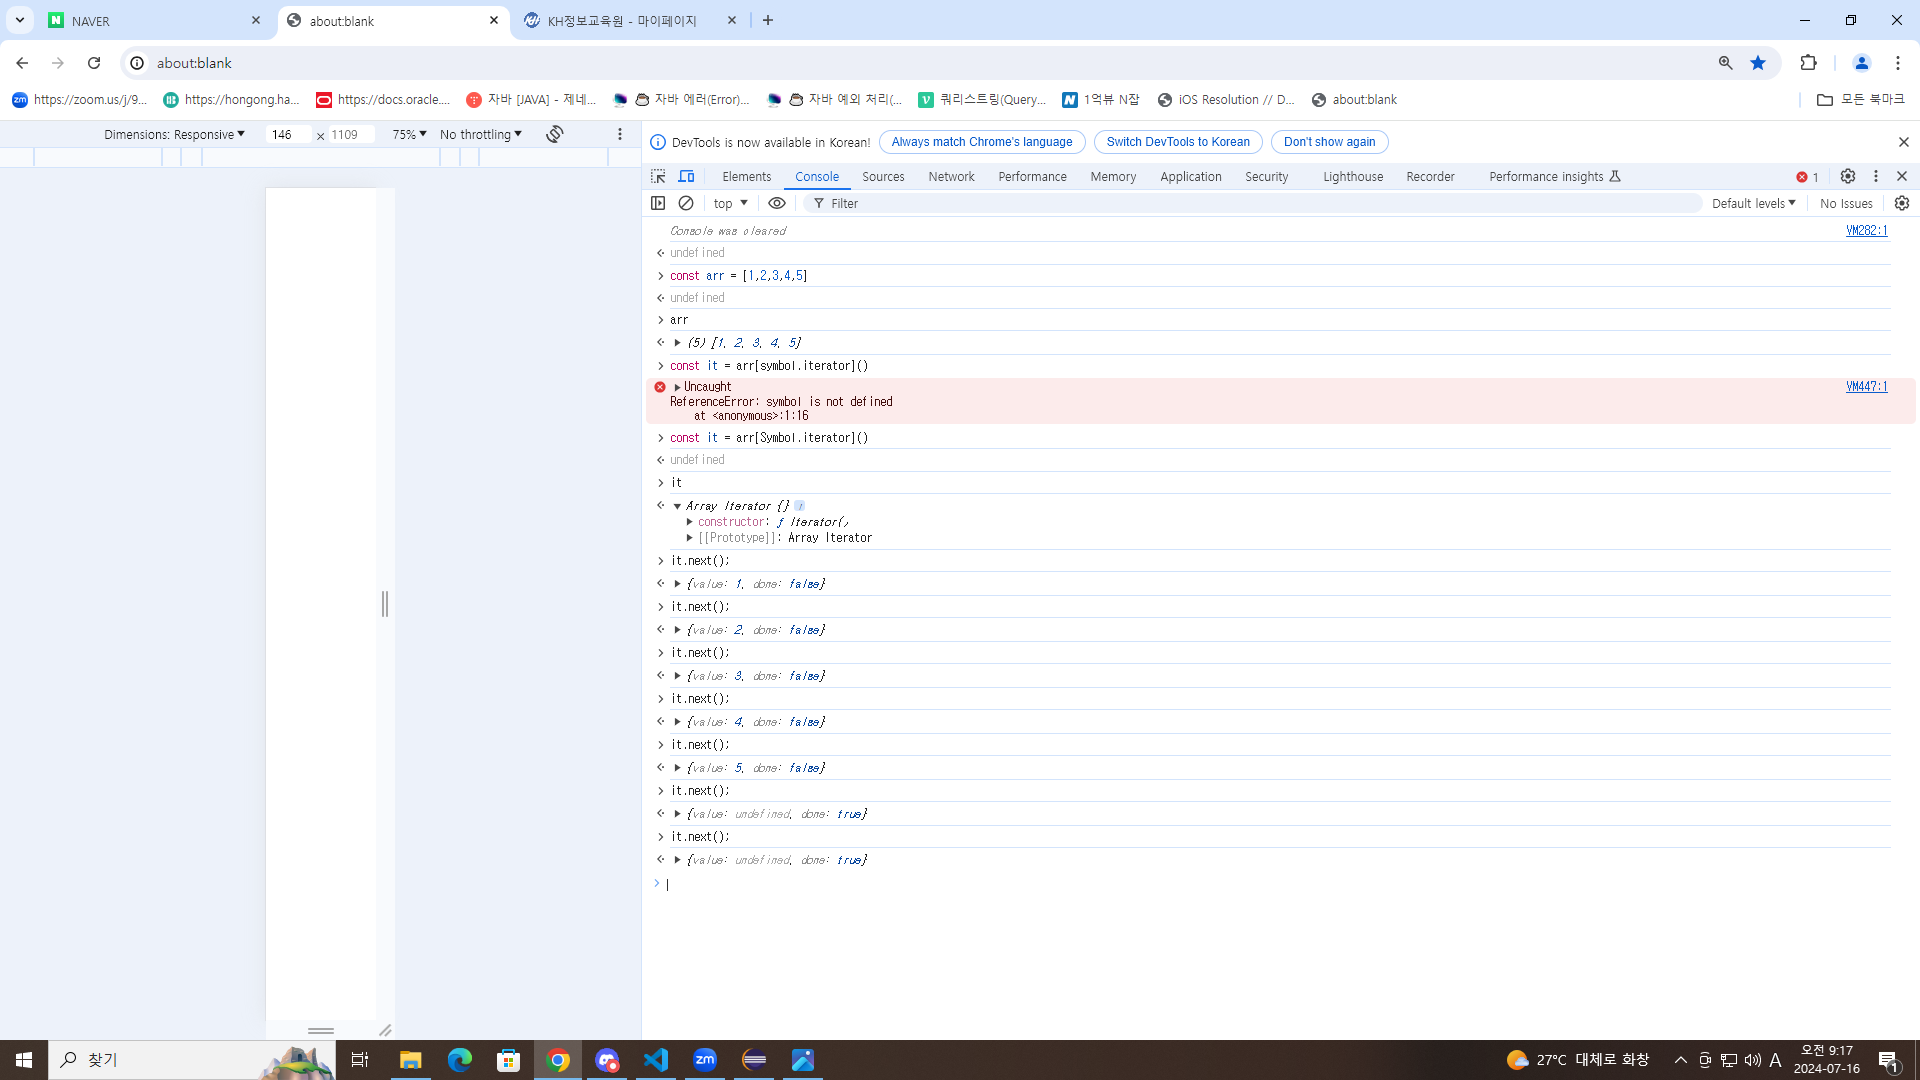 NAVER
about:blank
KH정보교육원 - 마이페이지
about:blank
https://zoom.us/j/9...
https://hongong.ha...
https://docs.oracle....
자바 [JAVA] - 제네...
자바 에러(Error)...
자바 예외 처리(...
쿼리스트링(Query...
1억뷰 N잡
iOS Resolution // D...
about:blank
모든 북마크
Dimensions: Responsive
146 × 1109
75%
No throttling
DevTools is now available in Korean!
Always match Chrome's language
Switch DevTools to Korean
Don't show again
Elements
Console
Sources
Network
Performance
Memory
Application
Security
Lighthouse
Recorder
Performance insights
1
top
Filter
Default levels
No Issues
Console was cleared VM282:1
undefined
const arr = [1,2,3,4,5]
undefined
arr
(5) [1, 2, 3, 4, 5]
const it = arr[symbol.iterator]()
Uncaught VM447:1
ReferenceError: symbol is not defined
at <anonymous>:1:16
const it = arr[Symbol.iterator]()
undefined
it
Array Iterator {} i
constructor: ƒ Iterator()
[[Prototype]]: Array Iterator
it.next();
{value: 1, done: false}
it.next();
{value: 2, done: false}
it.next();
{value: 3, done: false}
it.next();
{value: 4, done: false}
it.next();
{value: 5, done: false}
it.next();
{value: undefined, done: true}
it.next();
{value: undefined, done: true}
찾기
zm
27°C 대체로 화창
A
오전 9:17
2024-07-16
1